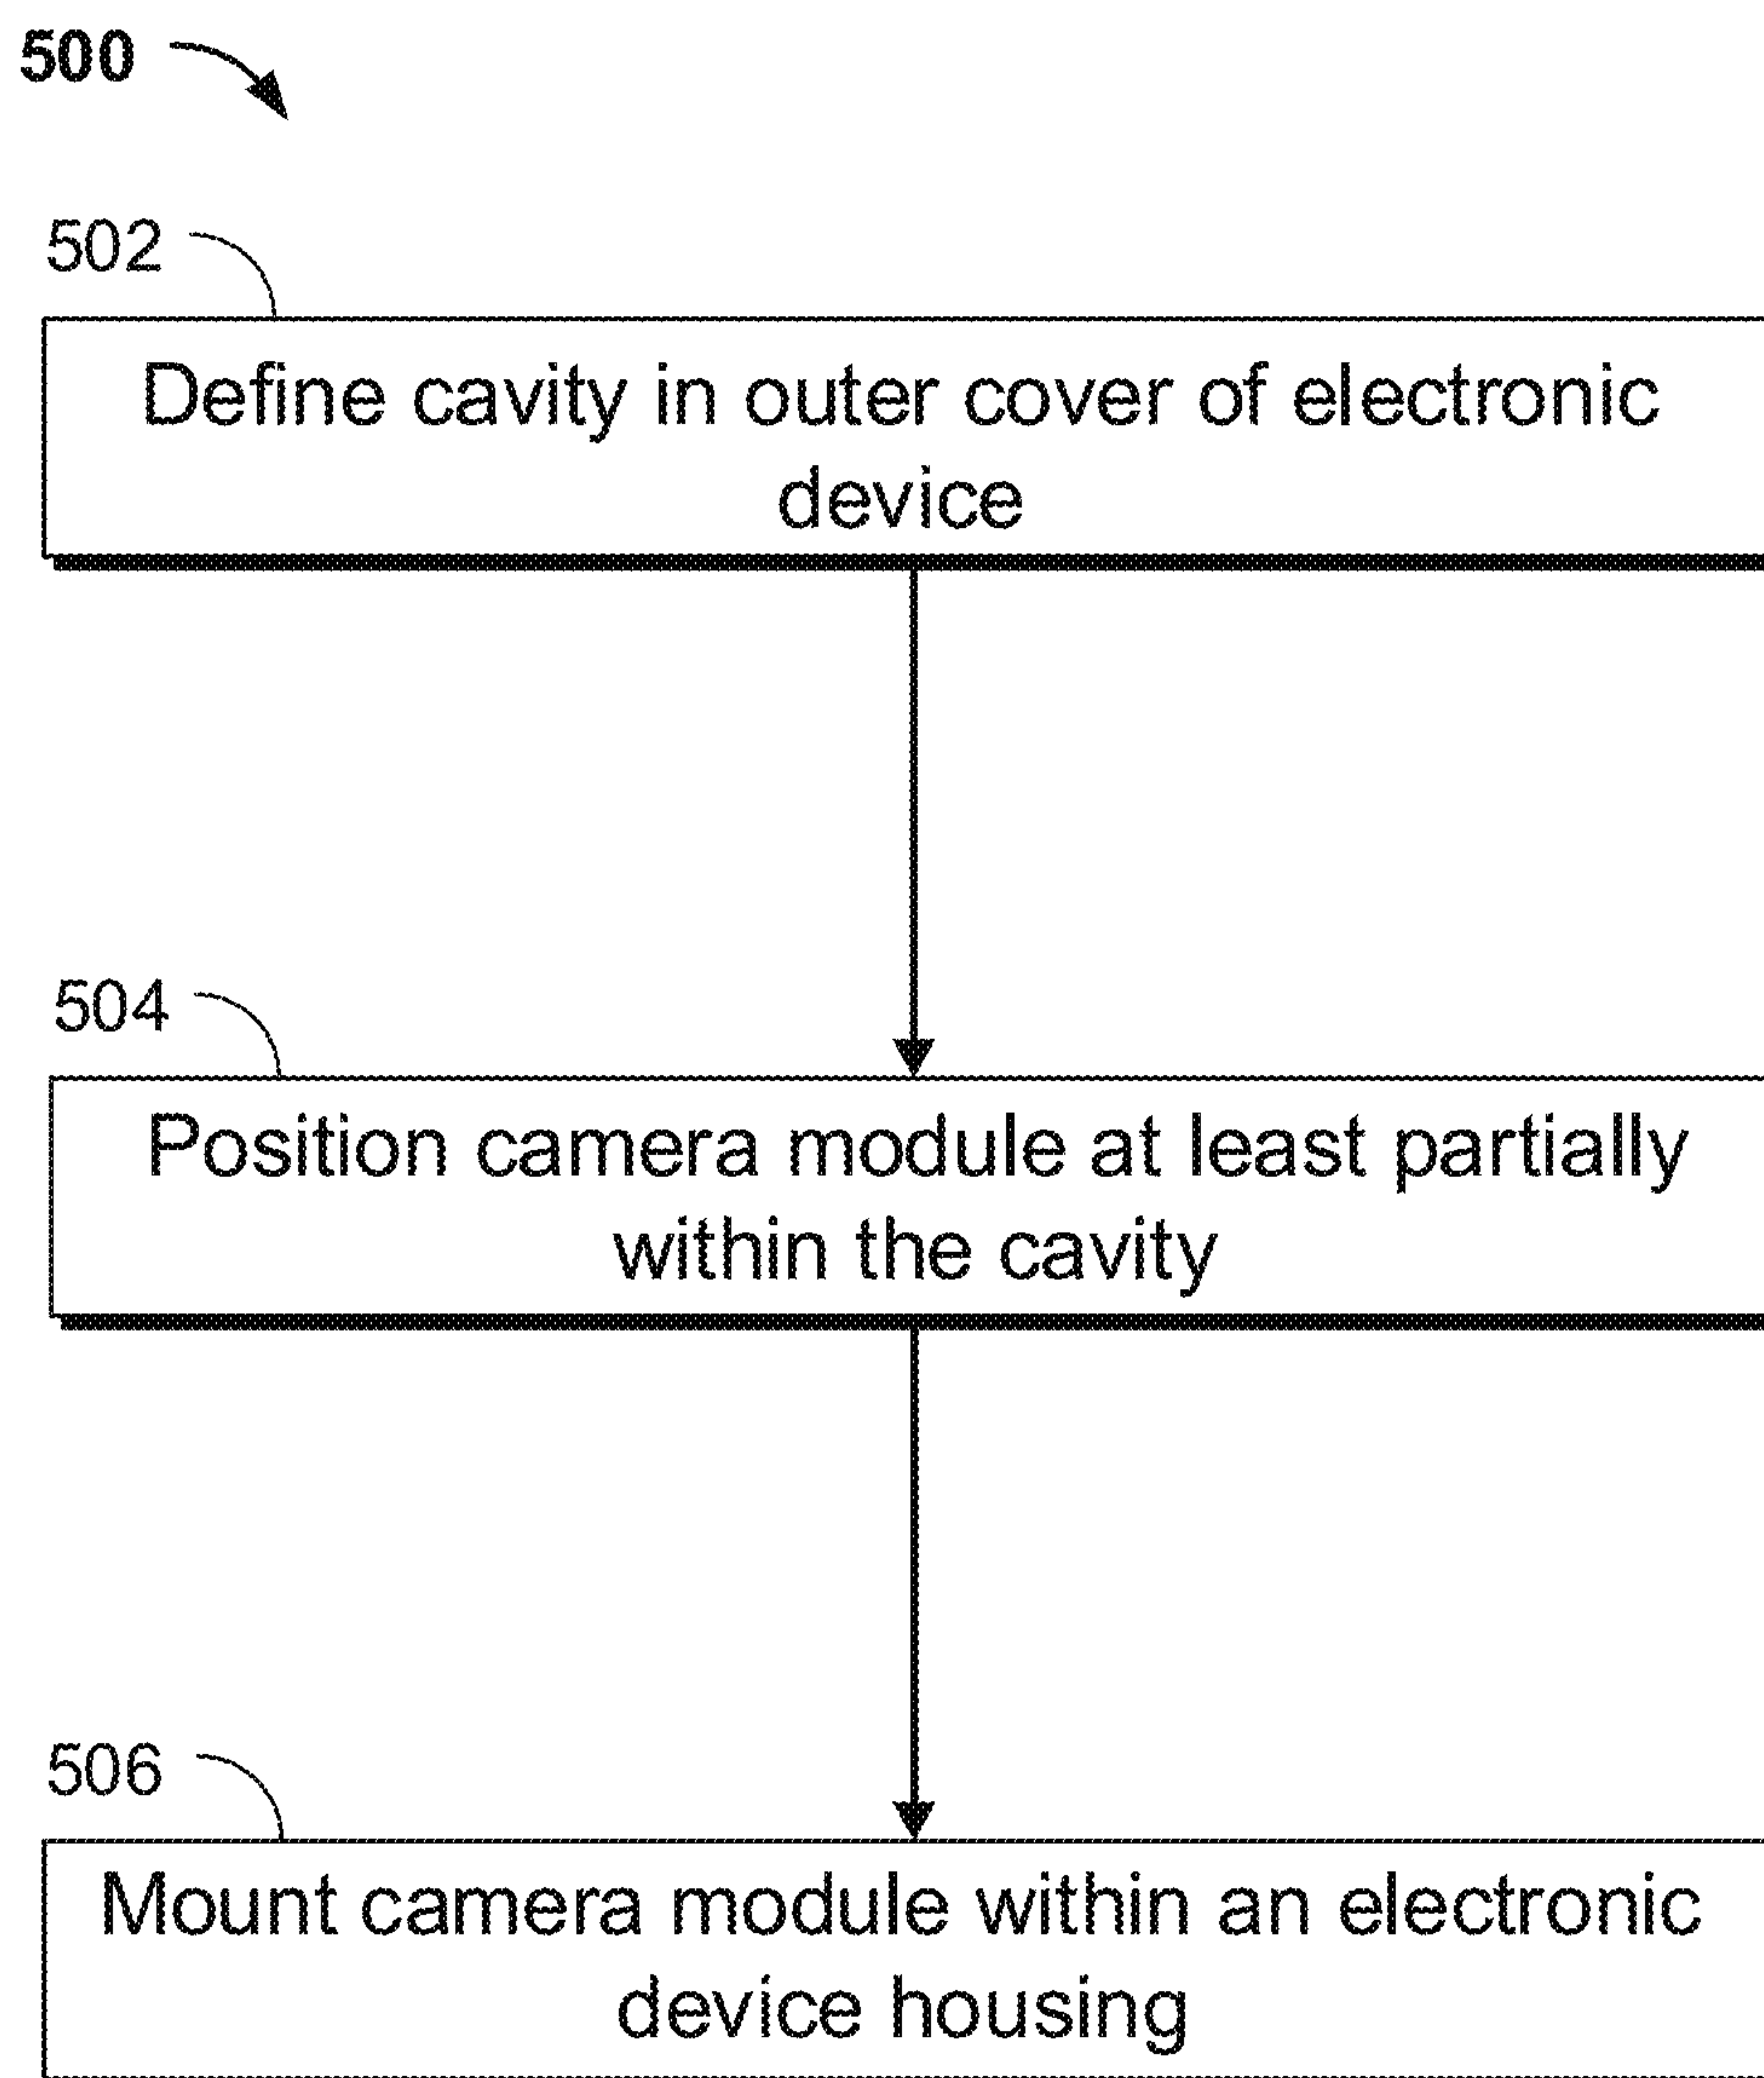 500
502
Define cavity in outer cover of electronic
device
504
Position camera module at least partially
within the cavity
506
Mount camera module within an electronic
device housing